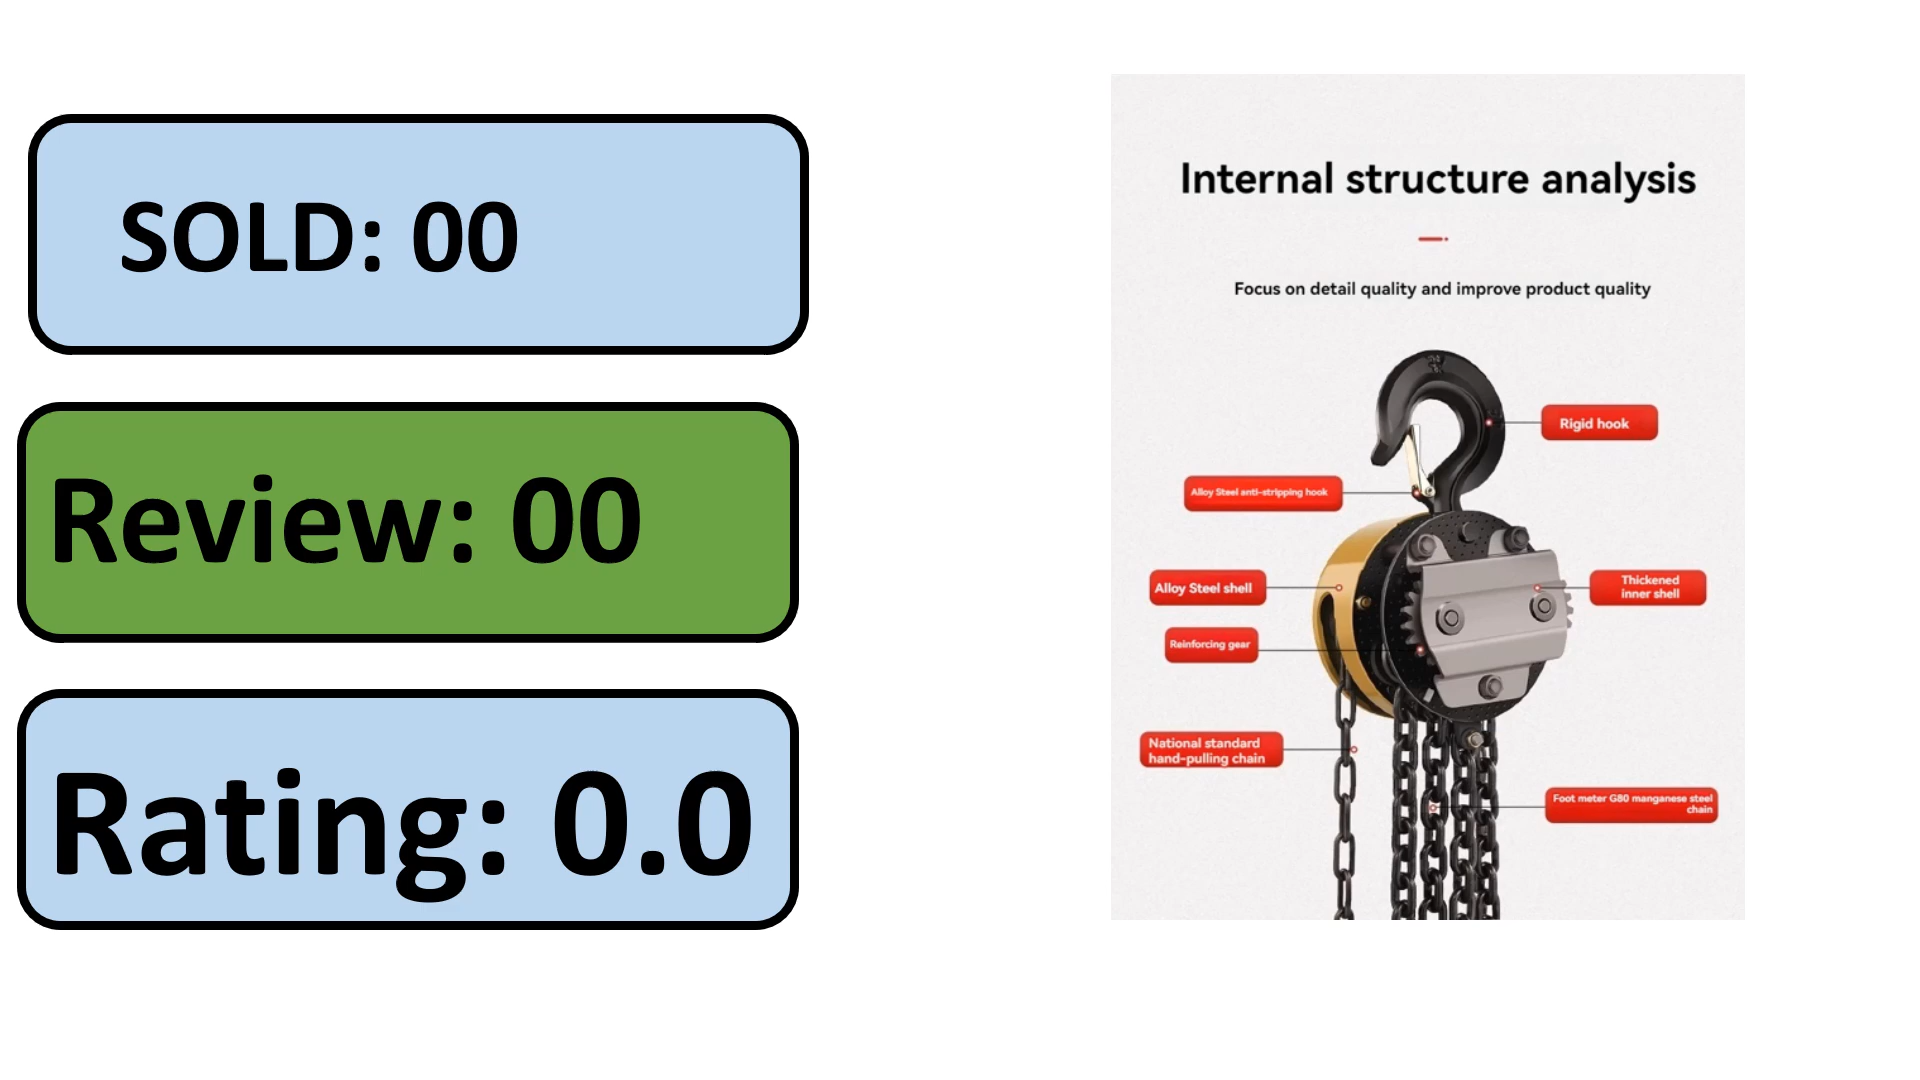 SOLD: 00
Review: 00
Rating: 0.0
Internal structure analysis
Focus on detail quality and improve product quality
Rigid hook
Alloy Steel anti-stripping hook
Alloy Steel shell
Thickened
inner shell
Reinforcing gear
National standard
hand-pulling chain
Foot meter G80 manganese steel
chain